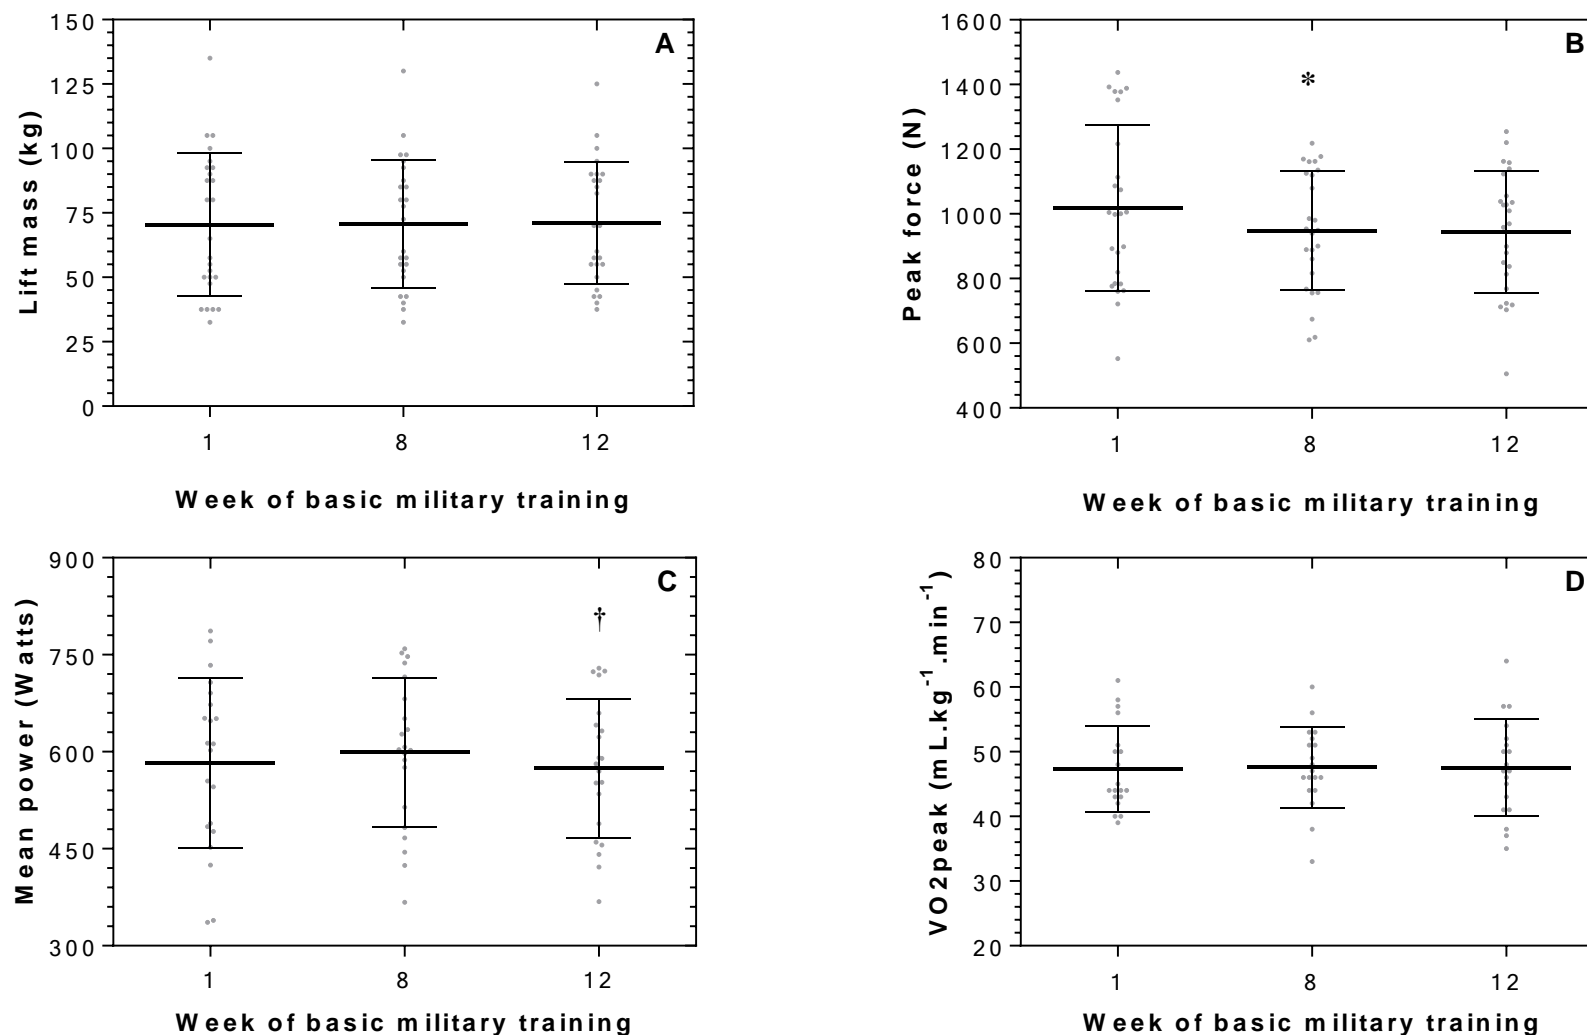 A
Lift mass (kg)
150
125
100
75
50
25
0
1 8 12
Week of basic military training
B
Peak force (N)
1600
1400
1200
1000
800
600
400
*
1 8 12
Week of basic military training
C
Mean power (Watts)
900
750
600
450
300
†
1 8 12
Week of basic military training
D
VO2peak (mL.kg⁻¹.min⁻¹)
80
70
60
50
40
30
20
1 8 12
Week of basic military training